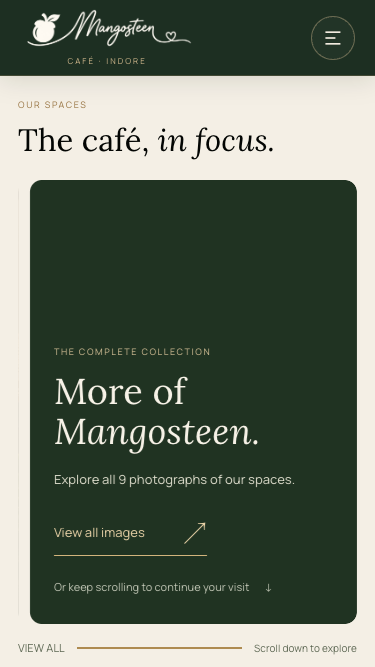 Mangosteen
CAFÉ · INDORE
OUR SPACES
The café, in focus.
THE COMPLETE COLLECTION
More of
Mangosteen.
Explore all 9 photographs of our spaces.
View all images
Or keep scrolling to continue your visit ↓
VIEW ALL
Scroll down to explore